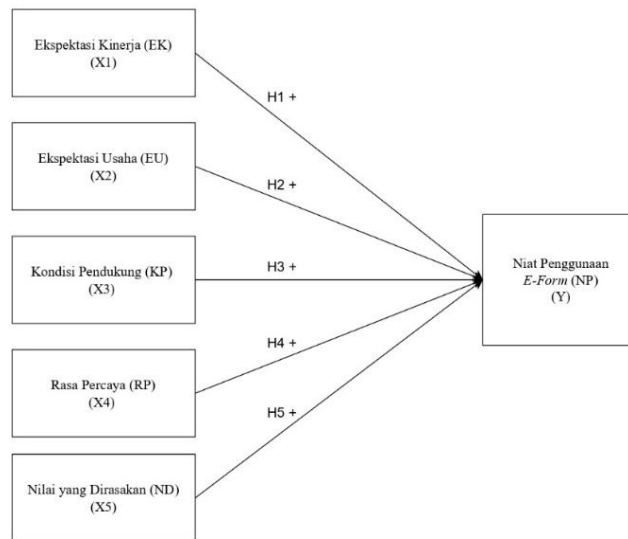 Ekspektasi Kinerja (EK)
(X1)
H1 +
Ekspektasi Usaha (EU)
(X2)
H2 +
Kondisi Pendukung (KP)
(X3)
H3 +
Niat Penggunaan
E-Form (NP)
(Y)
Rasa Percaya (RP)
(X4)
H4 +
Nilai yang Dirasakan (ND)
(X5)
H5 +